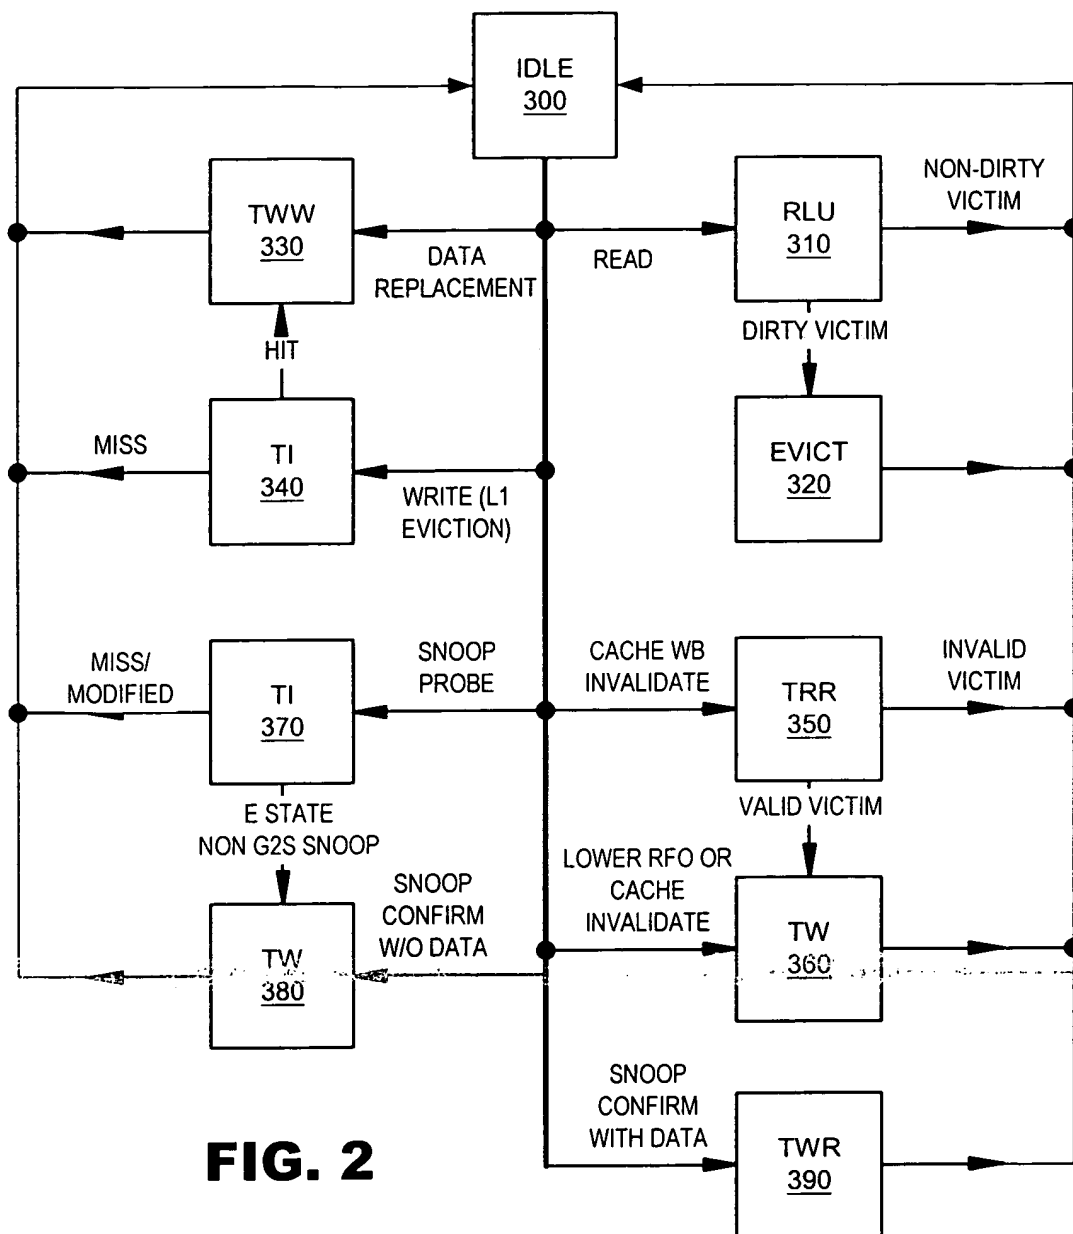 IDLE
300
TWW
330
DATA
REPLACEMENT
READ
RLU
310
NON-DIRTY
VICTIM
HIT
DIRTY VICTIM
MISS
TI
340
WRITE (L1
EVICTION)
EVICT
320
MISS/
MODIFIED
TI
370
SNOOP
PROBE
CACHE WB
INVALIDATE
TRR
350
INVALID
VICTIM
E STATE
NON G2S SNOOP
VALID VICTIM
SNOOP
CONFIRM
W/O DATA
LOWER RFO OR
CACHE
INVALIDATE
TW
380
TW
360
SNOOP
CONFIRM
WITH DATA
TWR
390
FIG. 2